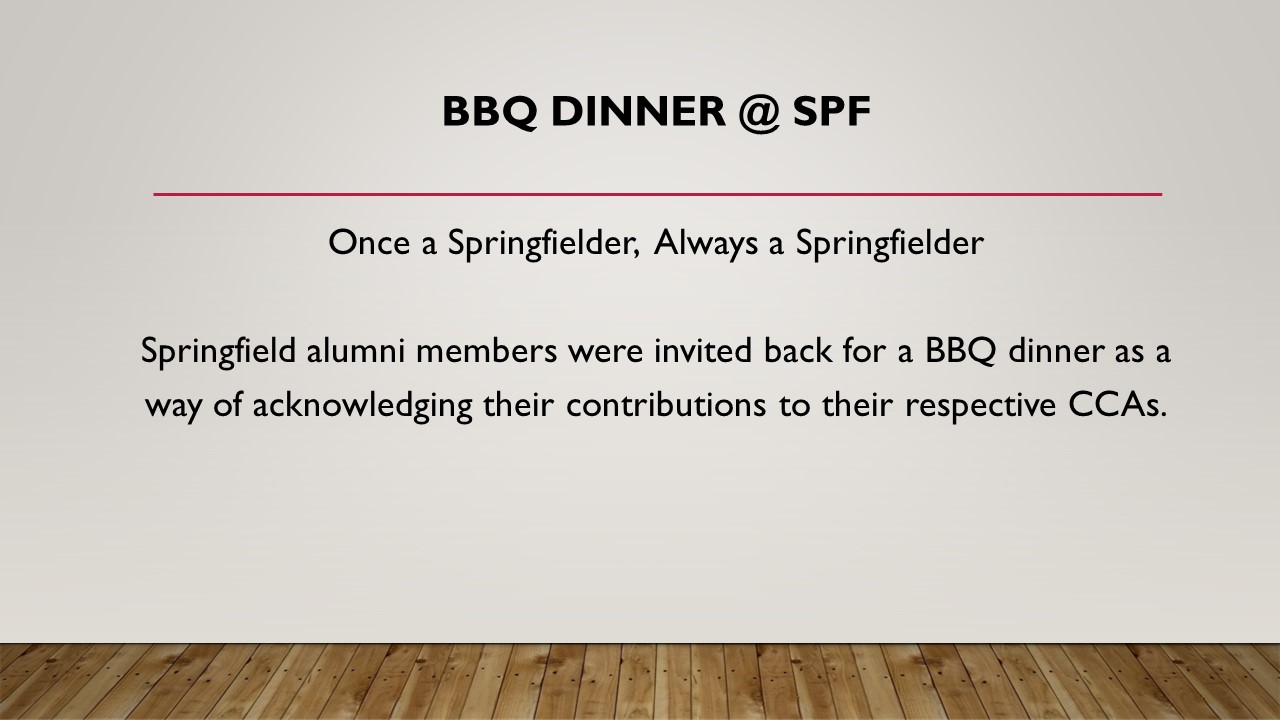 BBQ DINNER @ SPF
Once a Springfielder, Always a Springfielder
Springfield alumni members were invited back for a BBQ dinner as a
way of acknowledging their contributions to their respective CCAs.